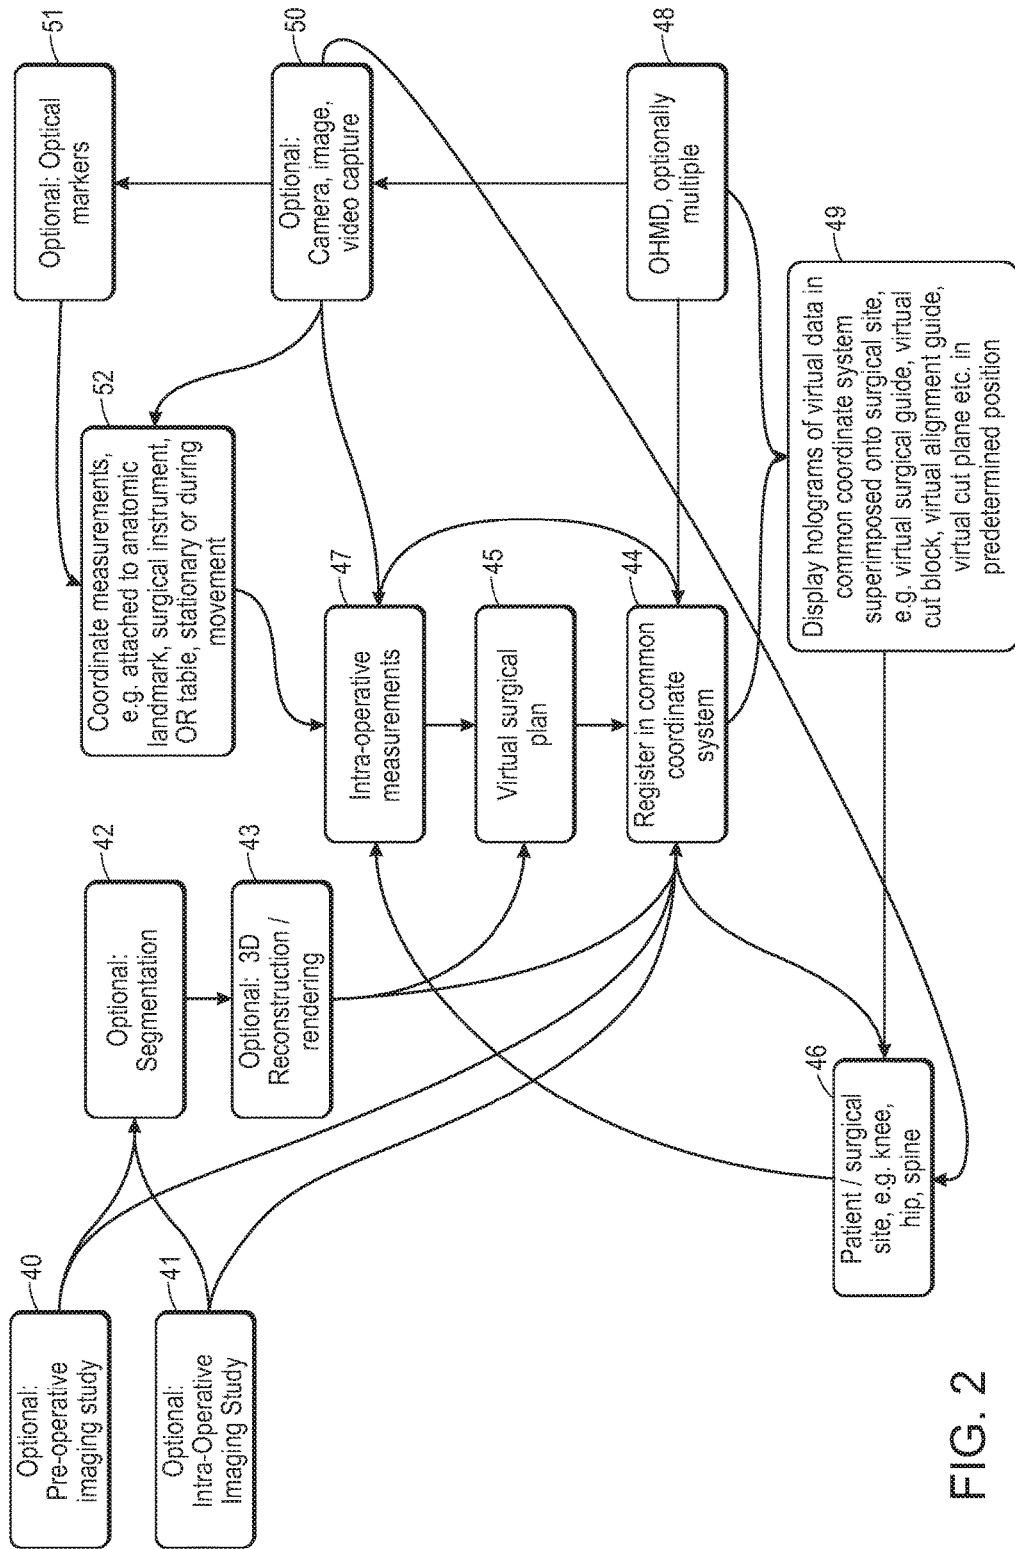 40
Optional:
Pre-operative
imaging study
41
Optional:
Intra-Operative
Imaging Study
42
Optional:
Segmentation
43
Optional: 3D
Reconstruction /
rendering
52
Coordinate measurements,
e.g. attached to anatomic
landmark, surgical instrument,
OR table, stationary or during
movement
51
Optional: Optical
markers
50
Optional:
Camera, image,
video capture
47
Intra-operative
measurements
45
Virtual surgical
plan
44
Register in common
coordinate
system
48
OHMD, optionally
multiple
46
Patient / surgical
site, e.g. knee,
hip, spine
49
Display holograms of virtual data in
common coordinate system
superimposed onto surgical site,
e.g. virtual surgical guide, virtual
cut block, virtual alignment guide,
virtual cut plane etc. in
predetermined position
FIG. 2